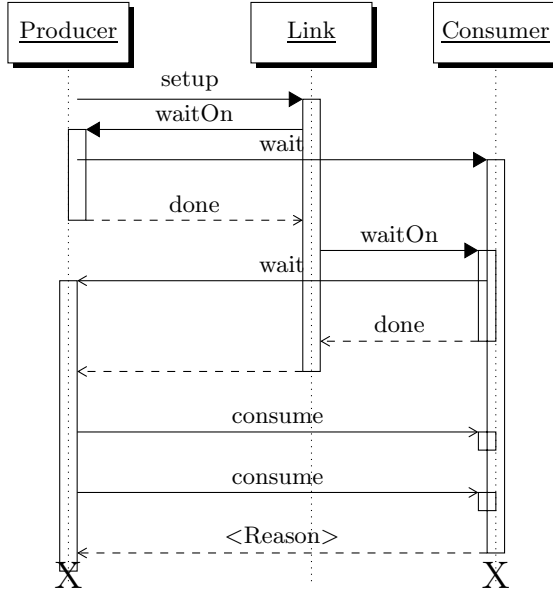 Producer
Link
Consumer
setup
waitOn
wait
done
waitOn
wait
done
consume
consume
<Reason>
X
X